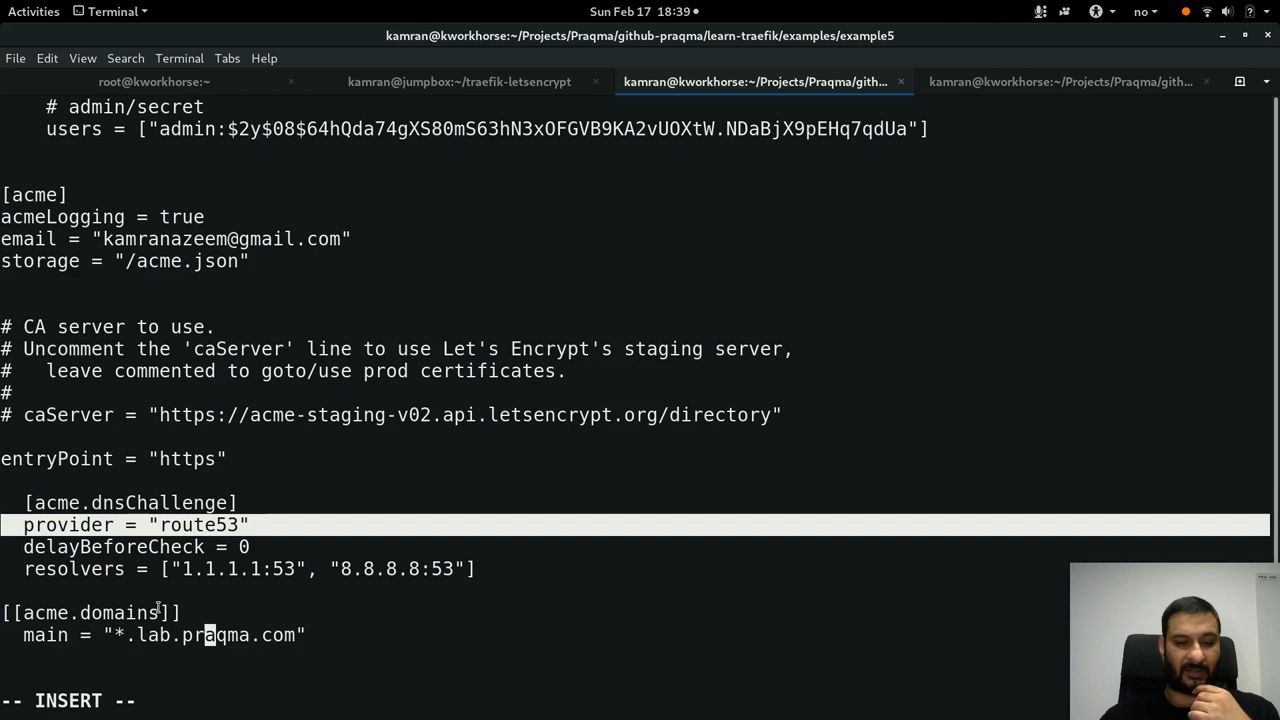 Activities
Terminal
Sun Feb 17 18:39
no
kamran@kworkhorse:~/Projects/Praqma/github-praqma/learn-traefik/examples/example5
File Edit View Search Terminal Tabs Help
root@kworkhorse:~
kamran@jumpbox:~/traefik-letsencrypt
kamran@kworkhorse:~/Projects/Praqma/gith...
kamran@kworkhorse:~/Projects/Praqma/gith...
# admin/secret
users = ["admin:$2y$08$64hQda74gXS80mS63hN3xOFGVB9KA2vUOXtW.NDaBjX9pEHq7qdUa"]
[acme]
acmeLogging = true
email = "kamranazeem@gmail.com"
storage = "/acme.json"
# CA server to use.
# Uncomment the 'caServer' line to use Let's Encrypt's staging server,
#   leave commented to goto/use prod certificates.
#
# caServer = "https://acme-staging-v02.api.letsencrypt.org/directory"
entryPoint = "https"
[acme.dnsChallenge]
provider = "route53"
delayBeforeCheck = 0
resolvers = ["1.1.1.1:53", "8.8.8.8:53"]
[[acme.domains]]
main = "*.lab.praqma.com"
-- INSERT --